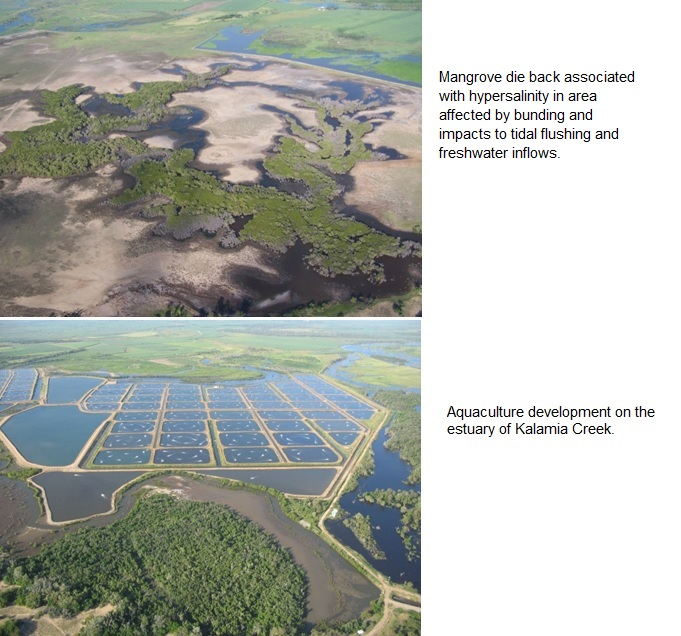 Mangrove die back associated
with hypersalinity in area
affected by bunding and
impacts to tidal flushing and
freshwater inflows.
Aquaculture development on the
estuary of Kalamia Creek.